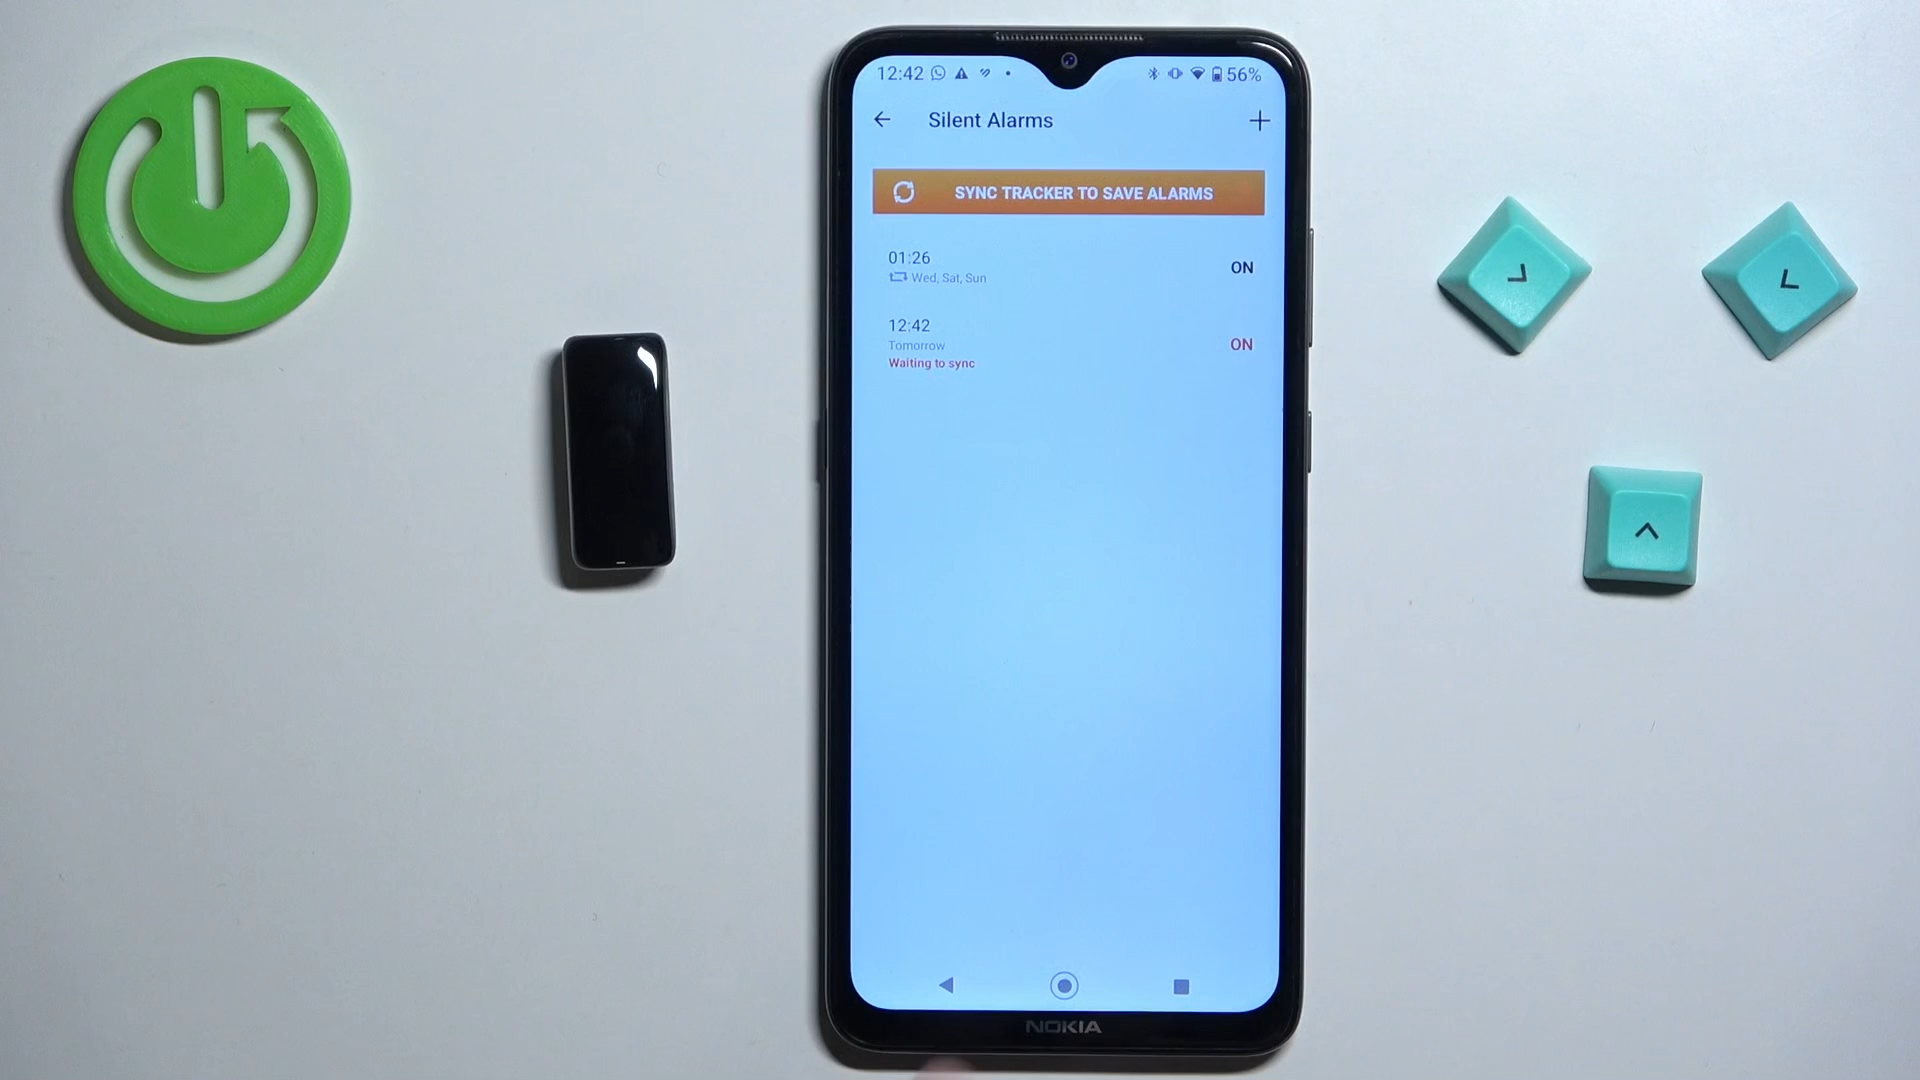 12:42
56%
Silent Alarms
SYNC TRACKER TO SAVE ALARMS
01:26
Wed, Sat, Sun
ON
12:42
Tomorrow
Waiting to sync
ON
NOKIA